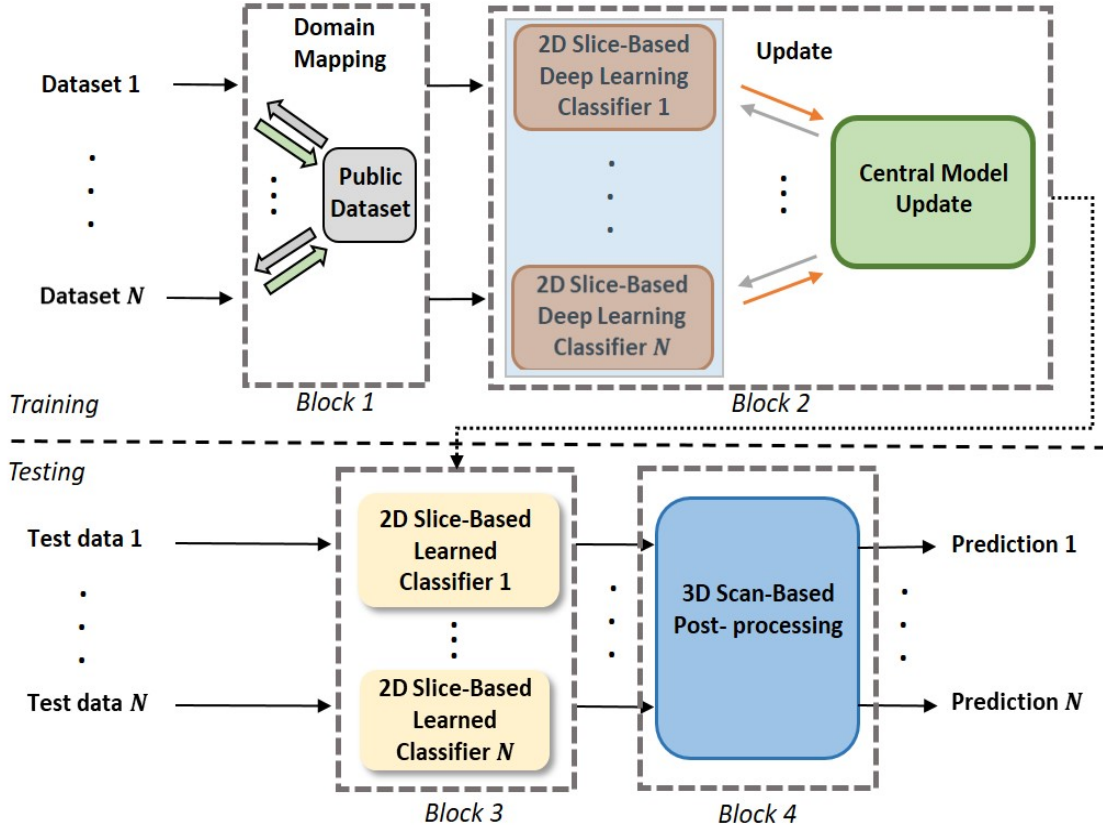 Domain
Mapping
Dataset 1
Public
Dataset
Dataset N
Block 1
2D Slice-Based
Deep Learning
Classifier 1
Update
Central Model
Update
2D Slice-Based
Deep Learning
Classifier N
Block 2
Training
Testing
Test data 1
2D Slice-Based
Learned
Classifier 1
3D Scan-Based
Post- processing
Prediction 1
Test data N
2D Slice-Based
Learned
Classifier N
Prediction N
Block 3
Block 4